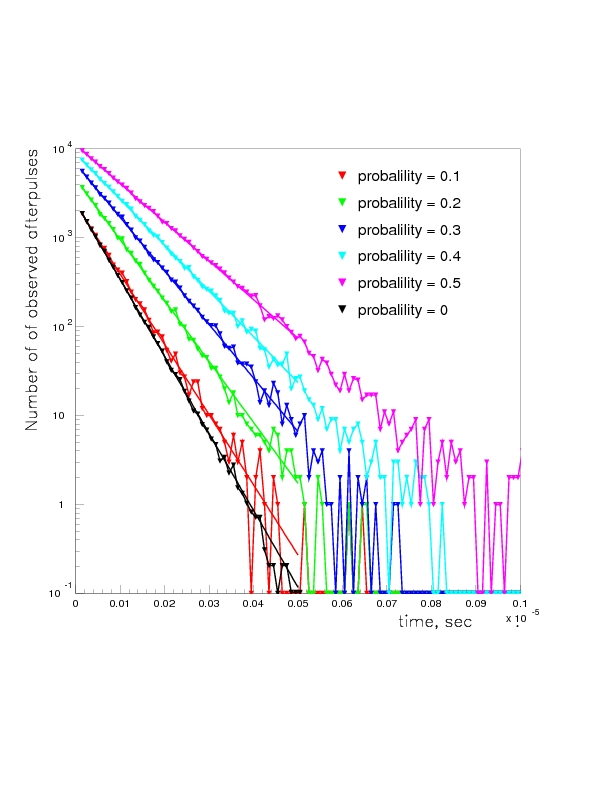 Number of of observed afterpulses
10 4
10 3
10 2
10
1
10 -1
probalility = 0.1
probalility = 0.2
probalility = 0.3
probalility = 0.4
probalility = 0.5
probalility = 0
0 0.01 0.02 0.03 0.04 0.05 0.06 0.07 0.08 0.09 0.1
x 10 -5
time, sec